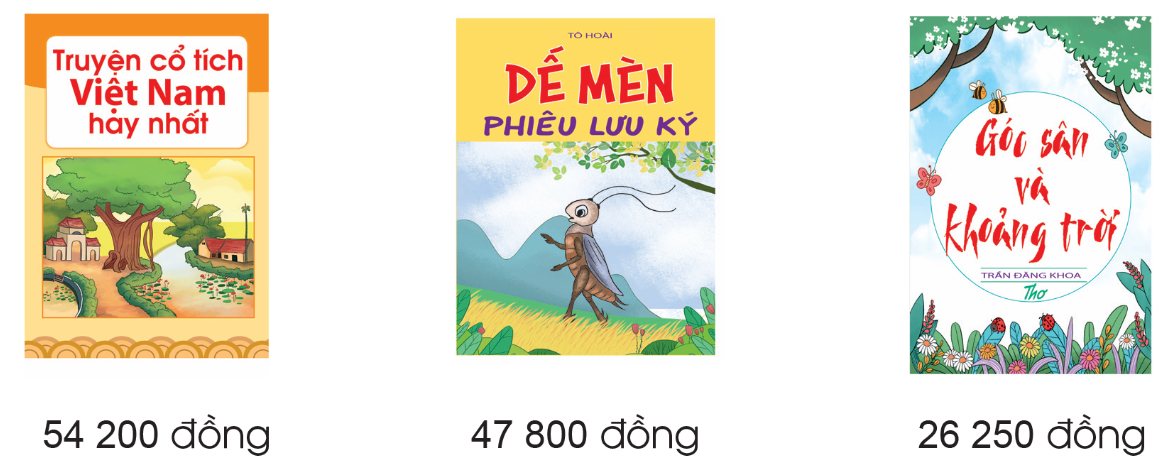 Truyện cổ tích
Việt Nam
hay nhất
TÔ HOÀI
DẾ MÈN
PHIÊU LƯU KÝ
Góc sân
và
khoảng trời
TRẦN ĐĂNG KHOA
Thơ
54 200 đồng
47 800 đồng
26 250 đồng